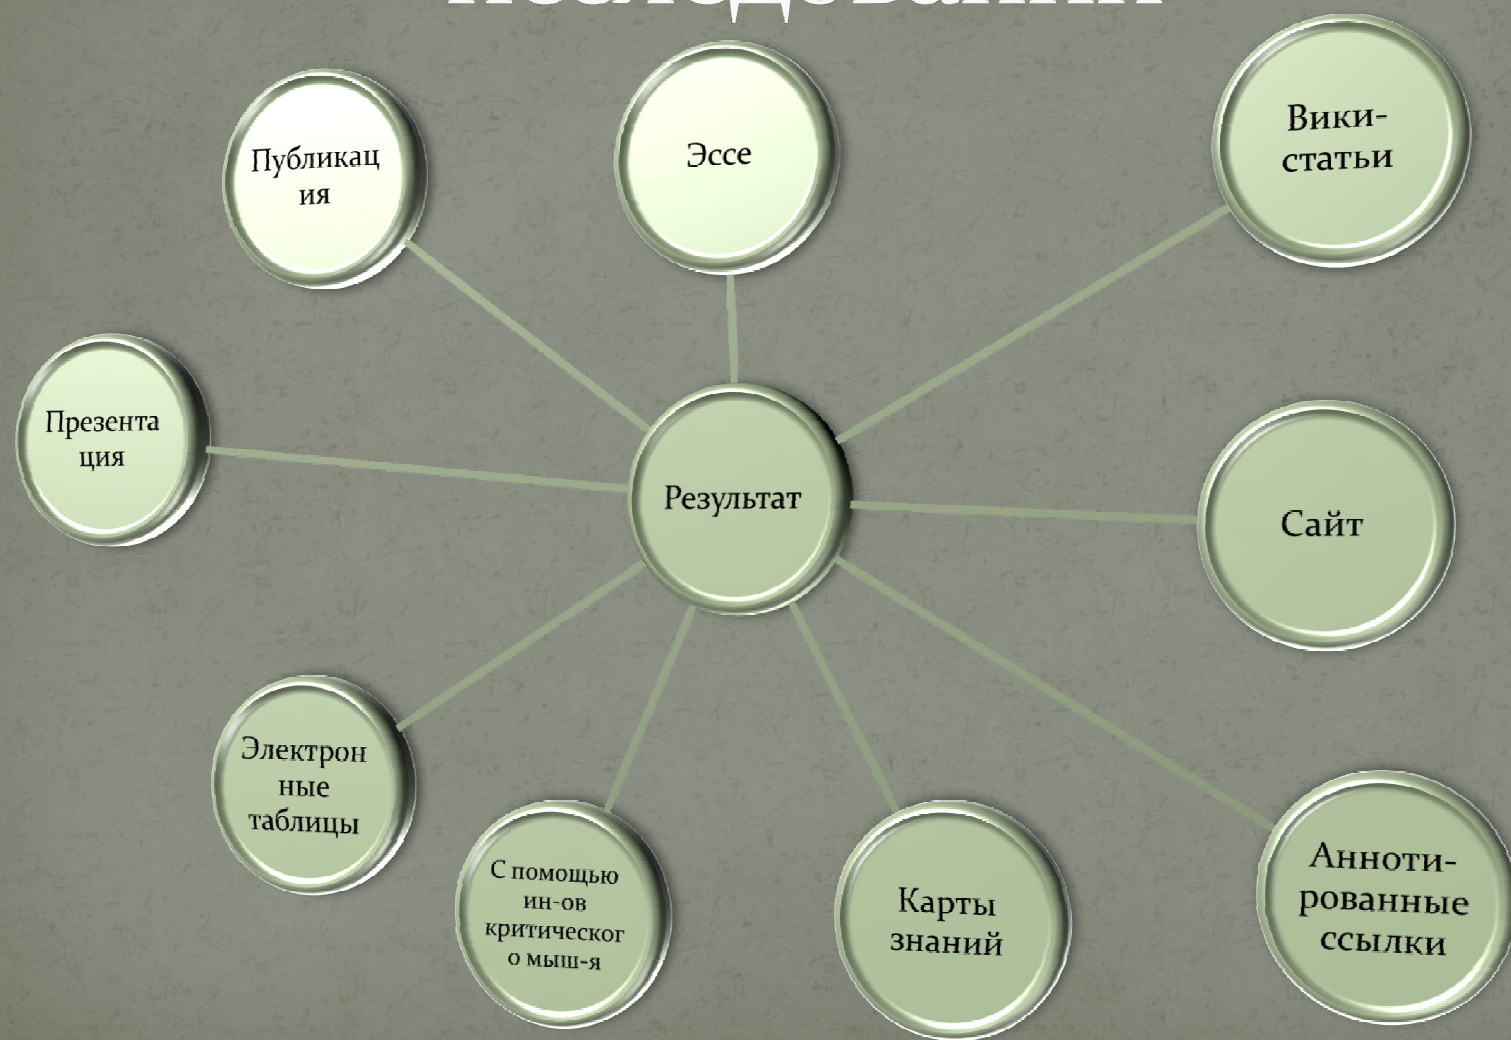 Эссе
Вики-
статьи
Публикац
ия
Презента
ция
Результат
Сайт
Электрон
ные
таблицы
С помощью
ин-ов
критическог
о мыш-я
Карты
знаний
Анноти-
рованные
ссылки